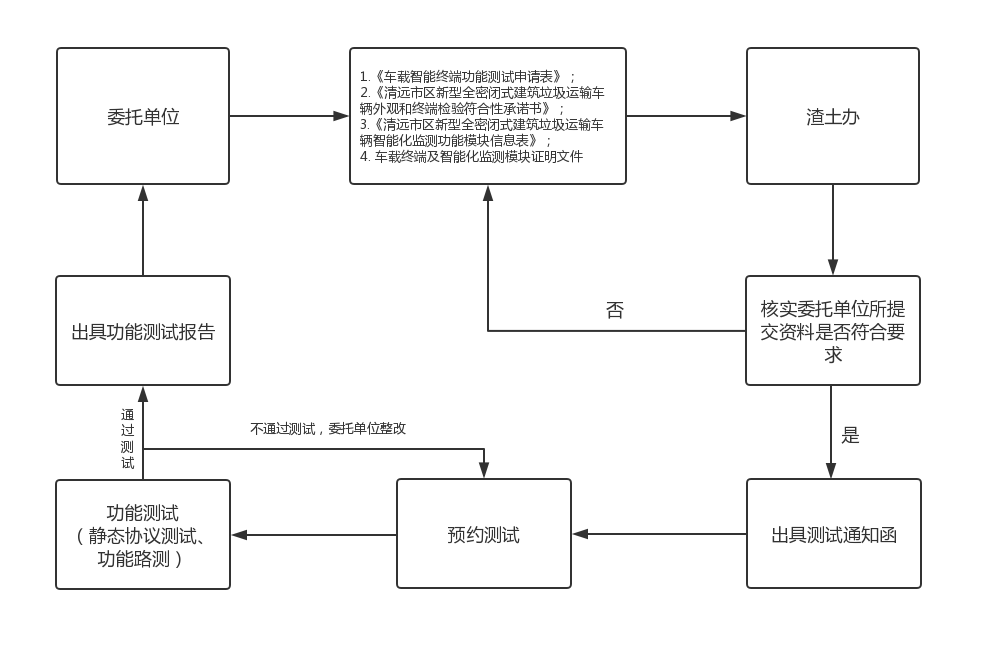 委托单位
1.《车载智能终端功能测试申请表》；
2.《清远市区新型全密闭式建筑垃圾运输车
辆外观和终端检验符合性承诺书》；
3.《清远市区新型全密闭式建筑垃圾运输车
辆智能化监测功能模块信息表》；
4. 车载终端及智能化监测模块证明文件
渣土办
出具功能测试报告
否
核实委托单位所提
交资料是否符合要
求
通
过
测
试
不通过测试，委托单位整改
是
功能测试
（静态协议测试、
功能路测）
预约测试
出具测试通知函